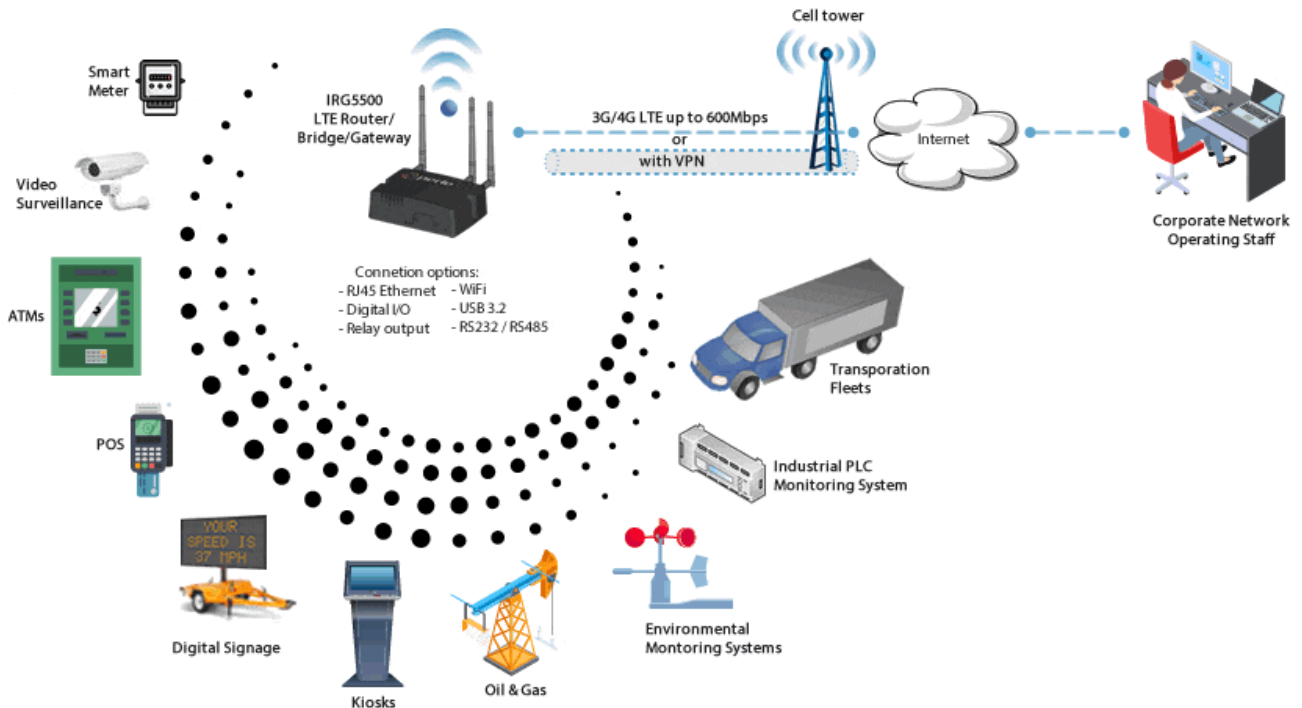 Cell tower
Smart
Meter
IRG5500
LTE Router/
Bridge/Gateway
3G/4G LTE up to 600Mbps
or
with VPN
Internet
Video
Surveillance
perle
Corporate Network
Operating Staff
Connetion options:
- RJ45 Ethernet - WiFi
- Digital I/O - USB 3.2
- Relay output - RS232 / RS485
ATMs
Transporation
Fleets
POS
Industrial PLC
Monitoring System
YOUR
SPEED IS
37 MPH
Digital Signage
Kiosks
Oil & Gas
Environmental
Montoring Systems